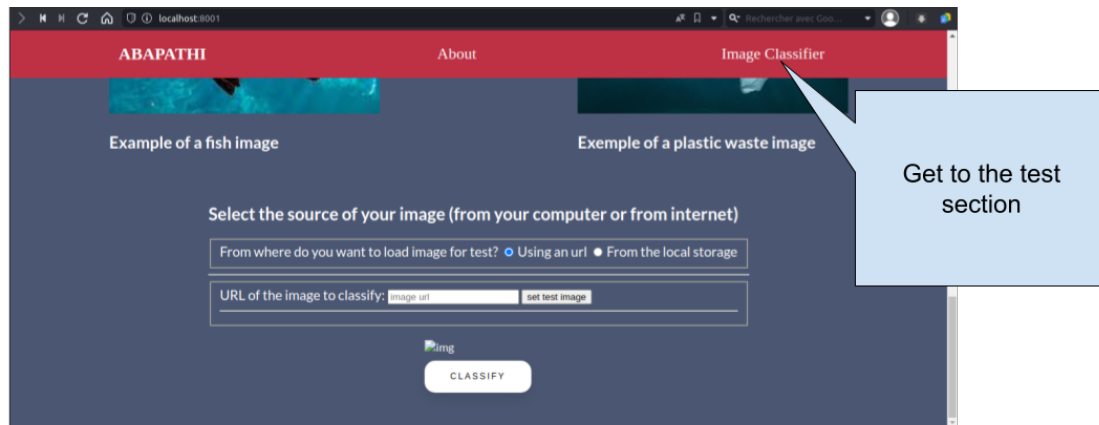 localhost:8001
Rechercher avec Goo...
ABAPATHI
About
Image Classifier
Example of a fish image
Exemple of a plastic waste image
Get to the test
section
Select the source of your image (from your computer or from internet)
From where do you want to load image for test? Using an url From the local storage
URL of the image to classify: image url set test image
img
CLASSIFY